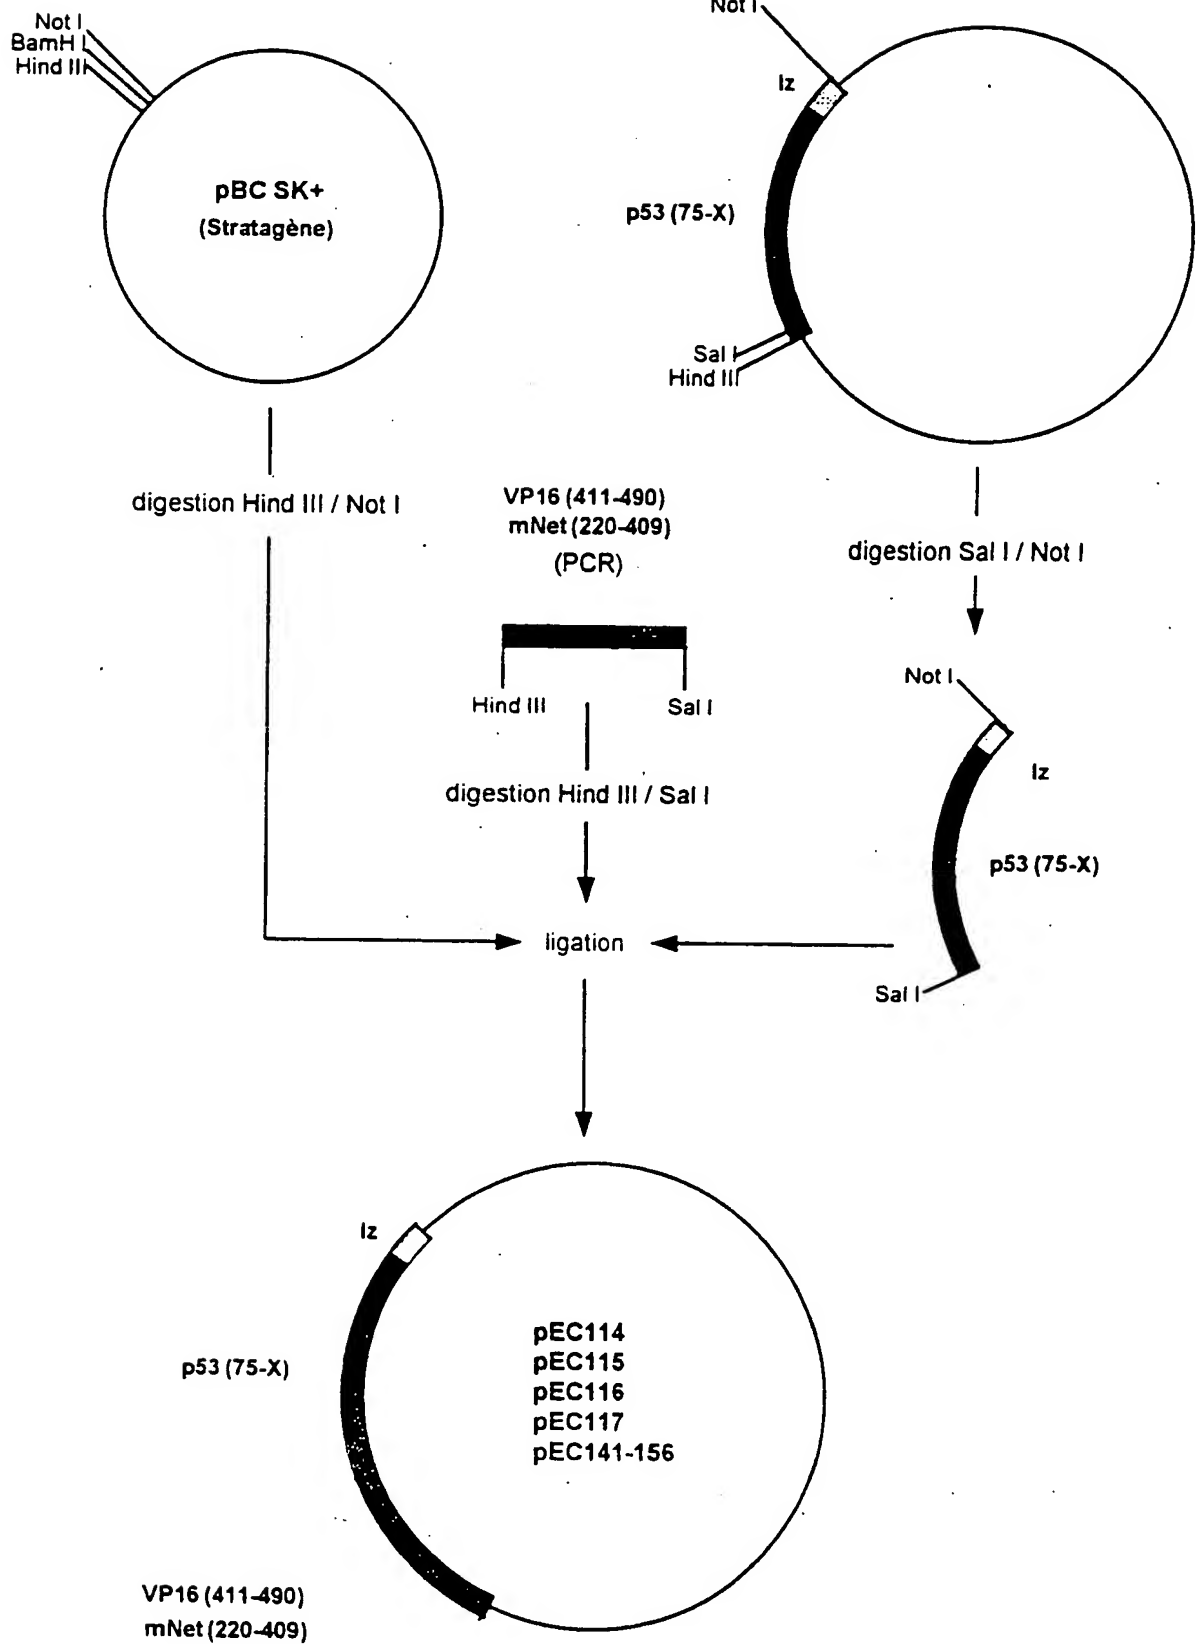 Not I
BamH I
Hind III
pBC SK+
(Stratagène)
Not I
lz
p53 (75-X)
Sal I
Hind III
digestion Hind III / Not I
VP16 (411-490)
mNet (220-409)
(PCR)
Hind III
Sal I
digestion Hind III / Sal I
digestion Sal I / Not I
Not I
lz
p53 (75-X)
Sal I
ligation
lz
p53 (75-X)
pEC114
pEC115
pEC116
pEC117
pEC141-156
VP16 (411-490)
mNet (220-409)